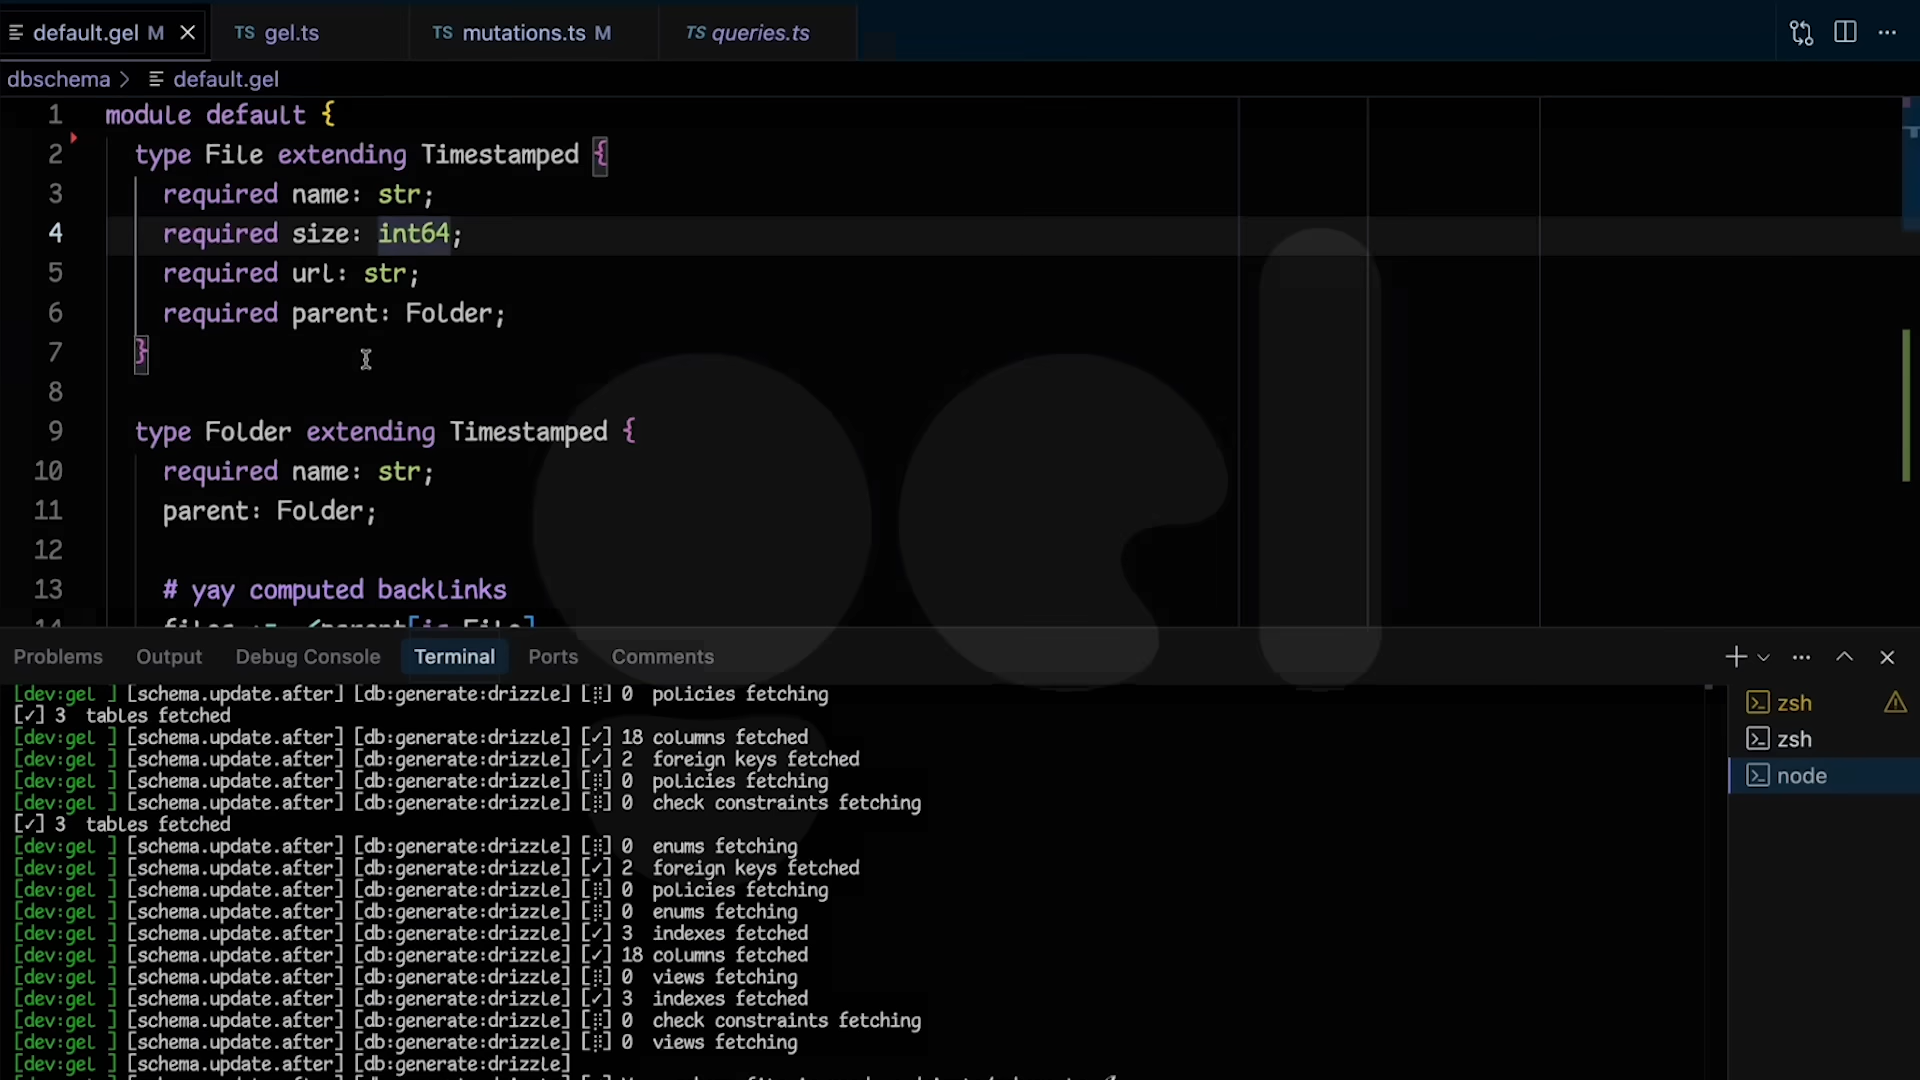 default.gel M
TS gel.ts
TS mutations.ts M
TS queries.ts
dbschema > default.gel
1 module default {
2 type File extending Timestamped {
3 required name: str;
4 required size: int64;
5 required url: str;
6 required parent: Folder;
7 }
8
9 type Folder extending Timestamped {
10 required name: str;
11 parent: Folder;
12
13 # yay computed backlinks
14 files := .<parent[is File]
gel
Problems Output Debug Console Terminal Ports Comments
[dev:gel ] [schema.update.after] [db:generate:drizzle] [⣷] 0 policies fetching
[✓] 3 tables fetched
[dev:gel ] [schema.update.after] [db:generate:drizzle] [✓] 18 columns fetched
[dev:gel ] [schema.update.after] [db:generate:drizzle] [✓] 2 foreign keys fetched
[dev:gel ] [schema.update.after] [db:generate:drizzle] [⣷] 0 policies fetching
[dev:gel ] [schema.update.after] [db:generate:drizzle] [⣷] 0 check constraints fetching
[✓] 3 tables fetched
[dev:gel ] [schema.update.after] [db:generate:drizzle] [⣷] 0 enums fetching
[dev:gel ] [schema.update.after] [db:generate:drizzle] [✓] 2 foreign keys fetched
[dev:gel ] [schema.update.after] [db:generate:drizzle] [⣷] 0 policies fetching
[dev:gel ] [schema.update.after] [db:generate:drizzle] [⣷] 0 enums fetching
[dev:gel ] [schema.update.after] [db:generate:drizzle] [✓] 3 indexes fetched
[dev:gel ] [schema.update.after] [db:generate:drizzle] [✓] 18 columns fetched
[dev:gel ] [schema.update.after] [db:generate:drizzle] [⣷] 0 views fetching
[dev:gel ] [schema.update.after] [db:generate:drizzle] [✓] 3 indexes fetched
[dev:gel ] [schema.update.after] [db:generate:drizzle] [⣷] 0 check constraints fetching
[dev:gel ] [schema.update.after] [db:generate:drizzle] [⣷] 0 views fetching
[dev:gel ] [schema.update.after] [db:generate:drizzle]
zsh
zsh
node